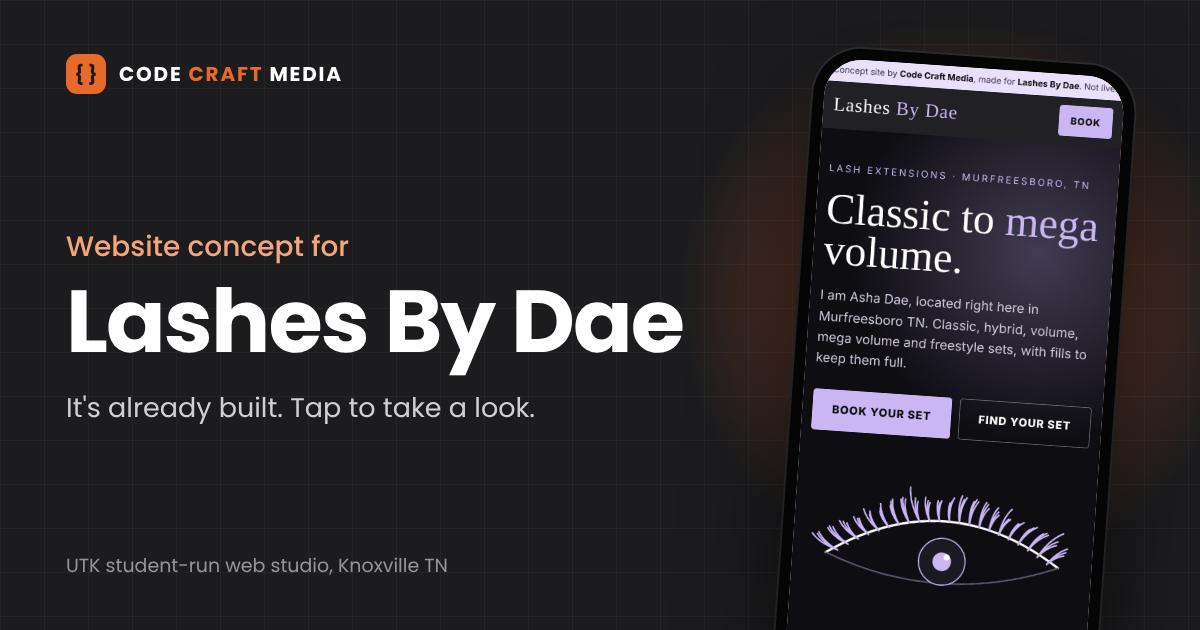 { } CODE CRAFT MEDIA
Website concept for
Lashes By Dae
It's already built. Tap to take a look.
UTK student-run web studio, Knoxville TN
Concept site by Code Craft Media, made for Lashes By Dae. Not live
Lashes By Dae
BOOK
LASH EXTENSIONS · MURFREESBORO, TN
Classic to mega
volume.
I am Asha Dae, located right here in
Murfreesboro TN. Classic, hybrid, volume,
mega volume and freestyle sets, with fills to
keep them full.
BOOK YOUR SET
FIND YOUR SET